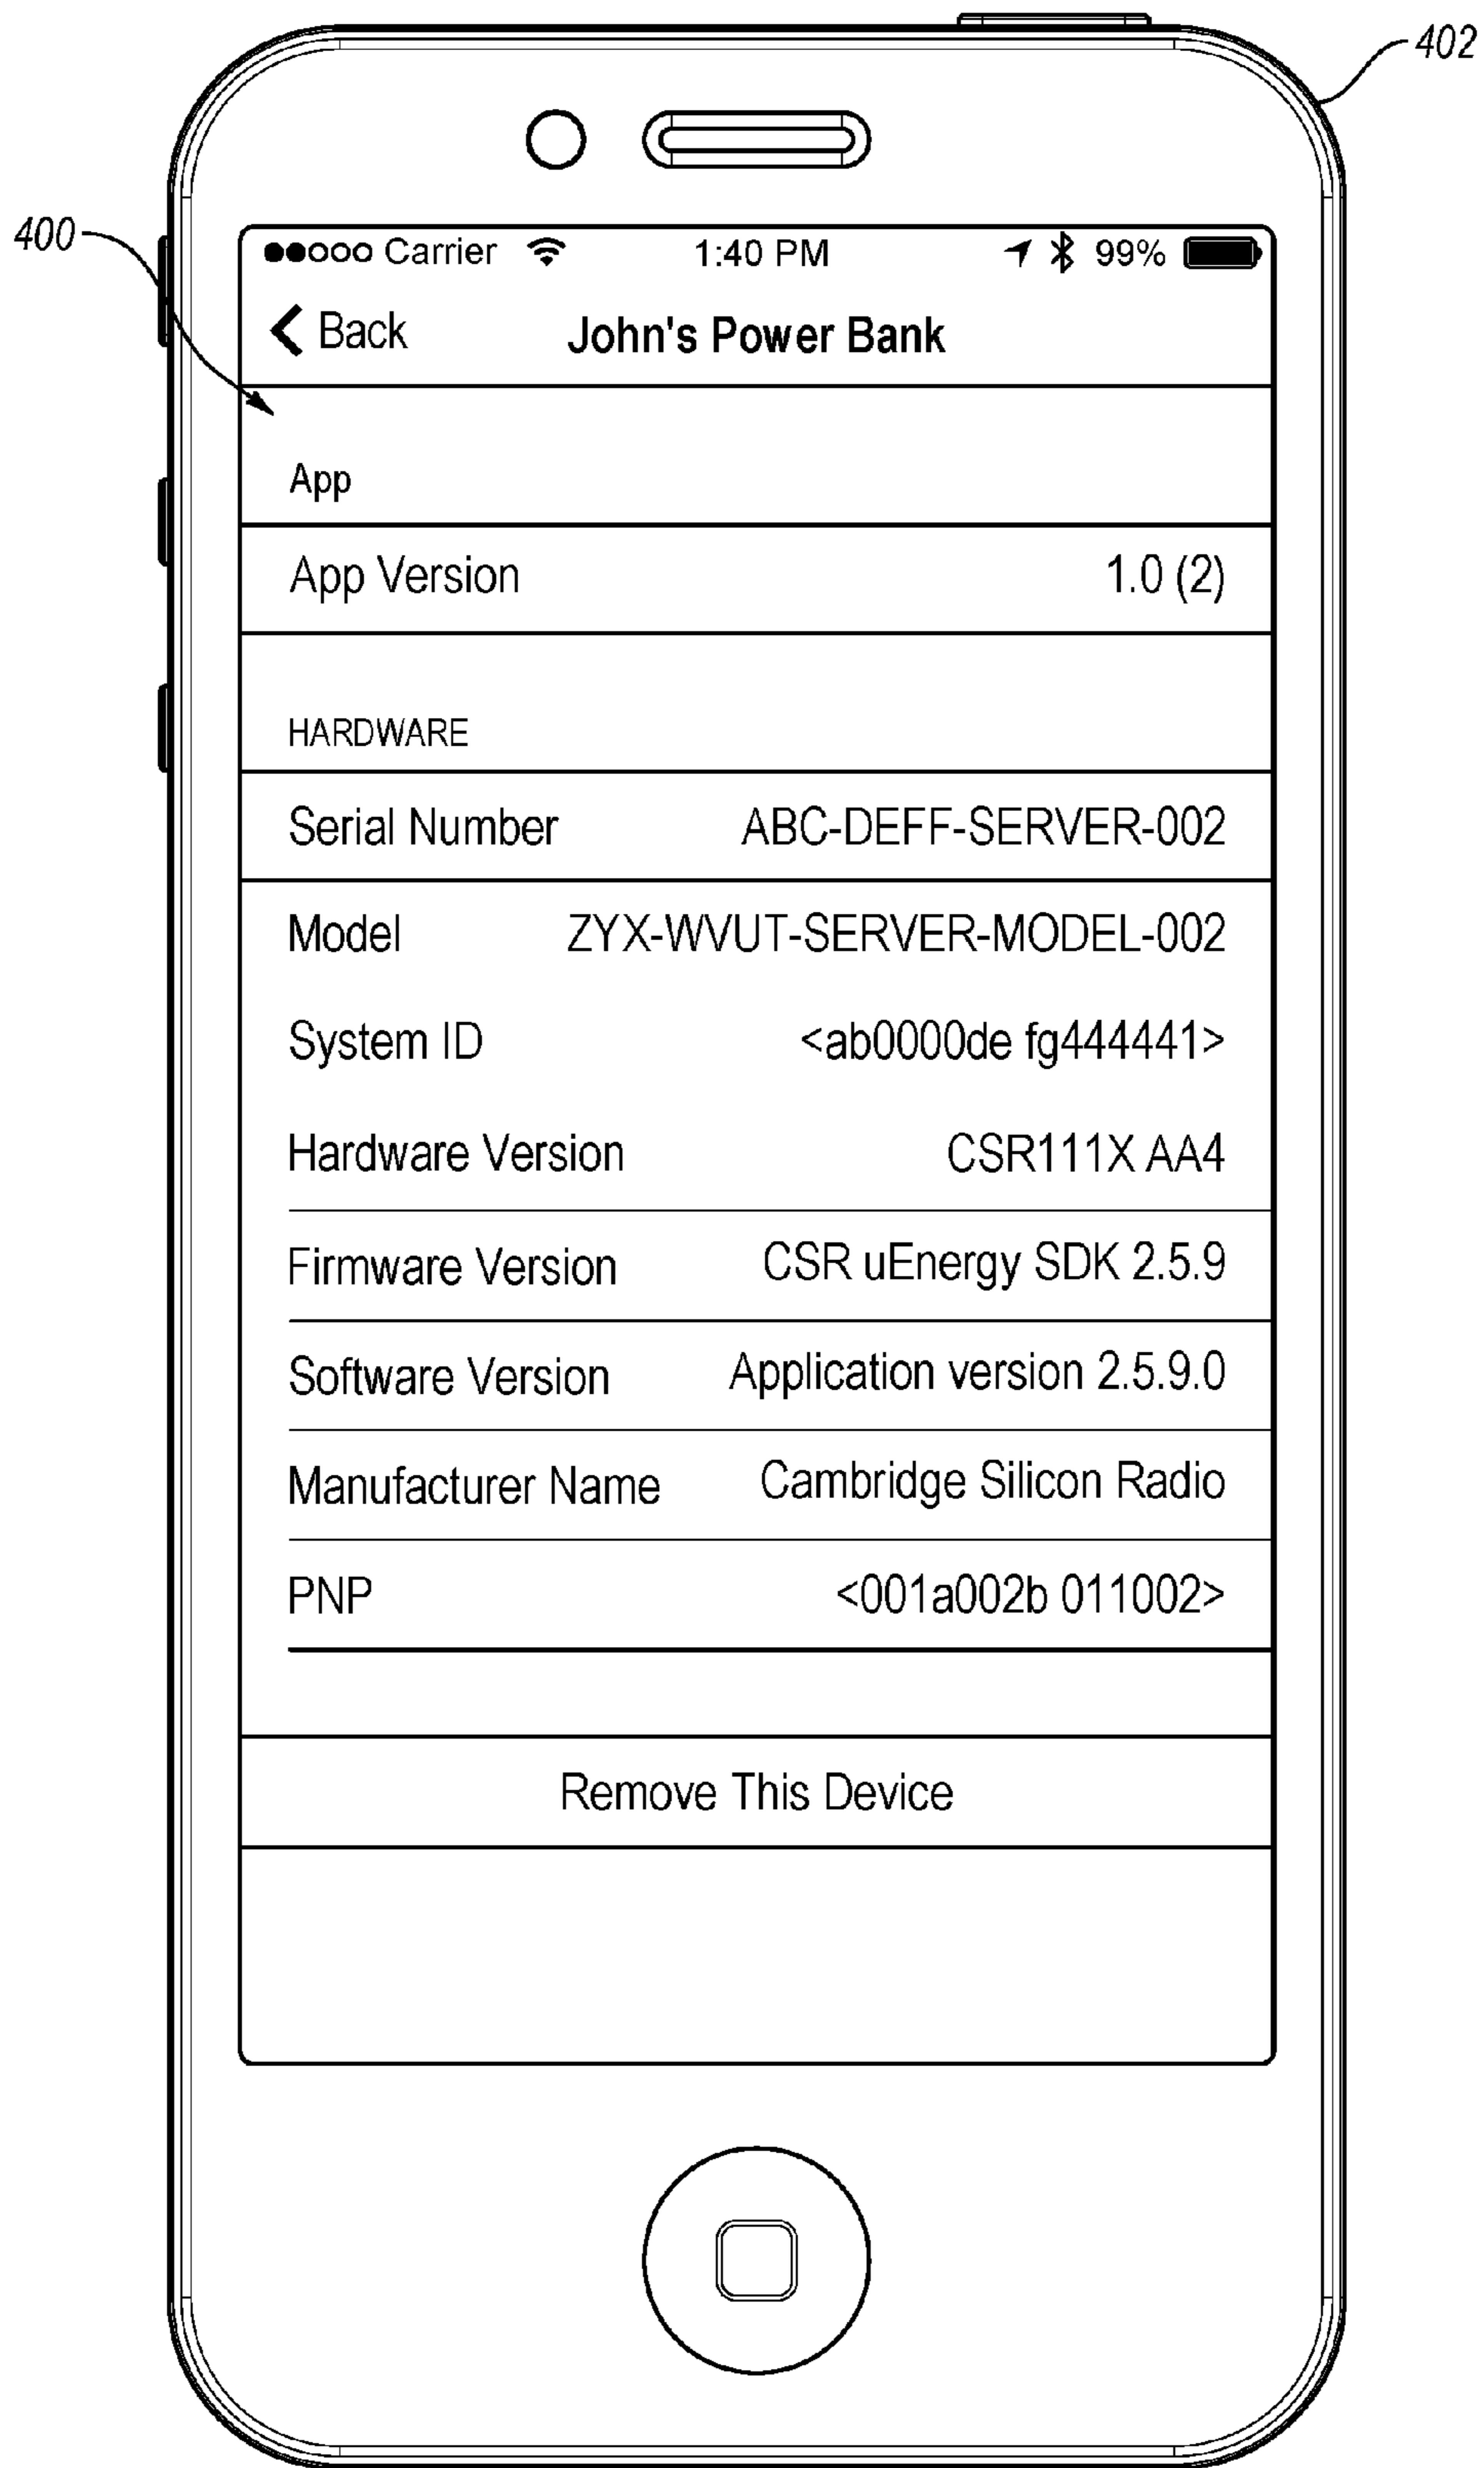 402
400
Carrier 1:40 PM 99%
Back John's Power Bank
App
App Version 1.0 (2)
HARDWARE
Serial Number ABC-DEFF-SERVER-002
Model ZYX-WVUT-SERVER-MODEL-002
System ID <ab0000de fg444441>
Hardware Version CSR111X AA4
Firmware Version CSR uEnergy SDK 2.5.9
Software Version Application version 2.5.9.0
Manufacturer Name Cambridge Silicon Radio
PNP <001a002b 011002>
Remove This Device